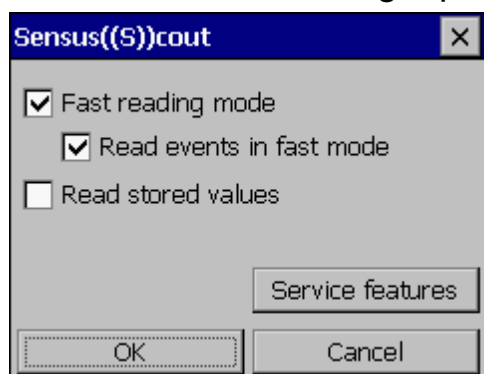 Sensus((S))cout
Fast reading mode
Read events in fast mode
Read stored values
Service features
OK Cancel